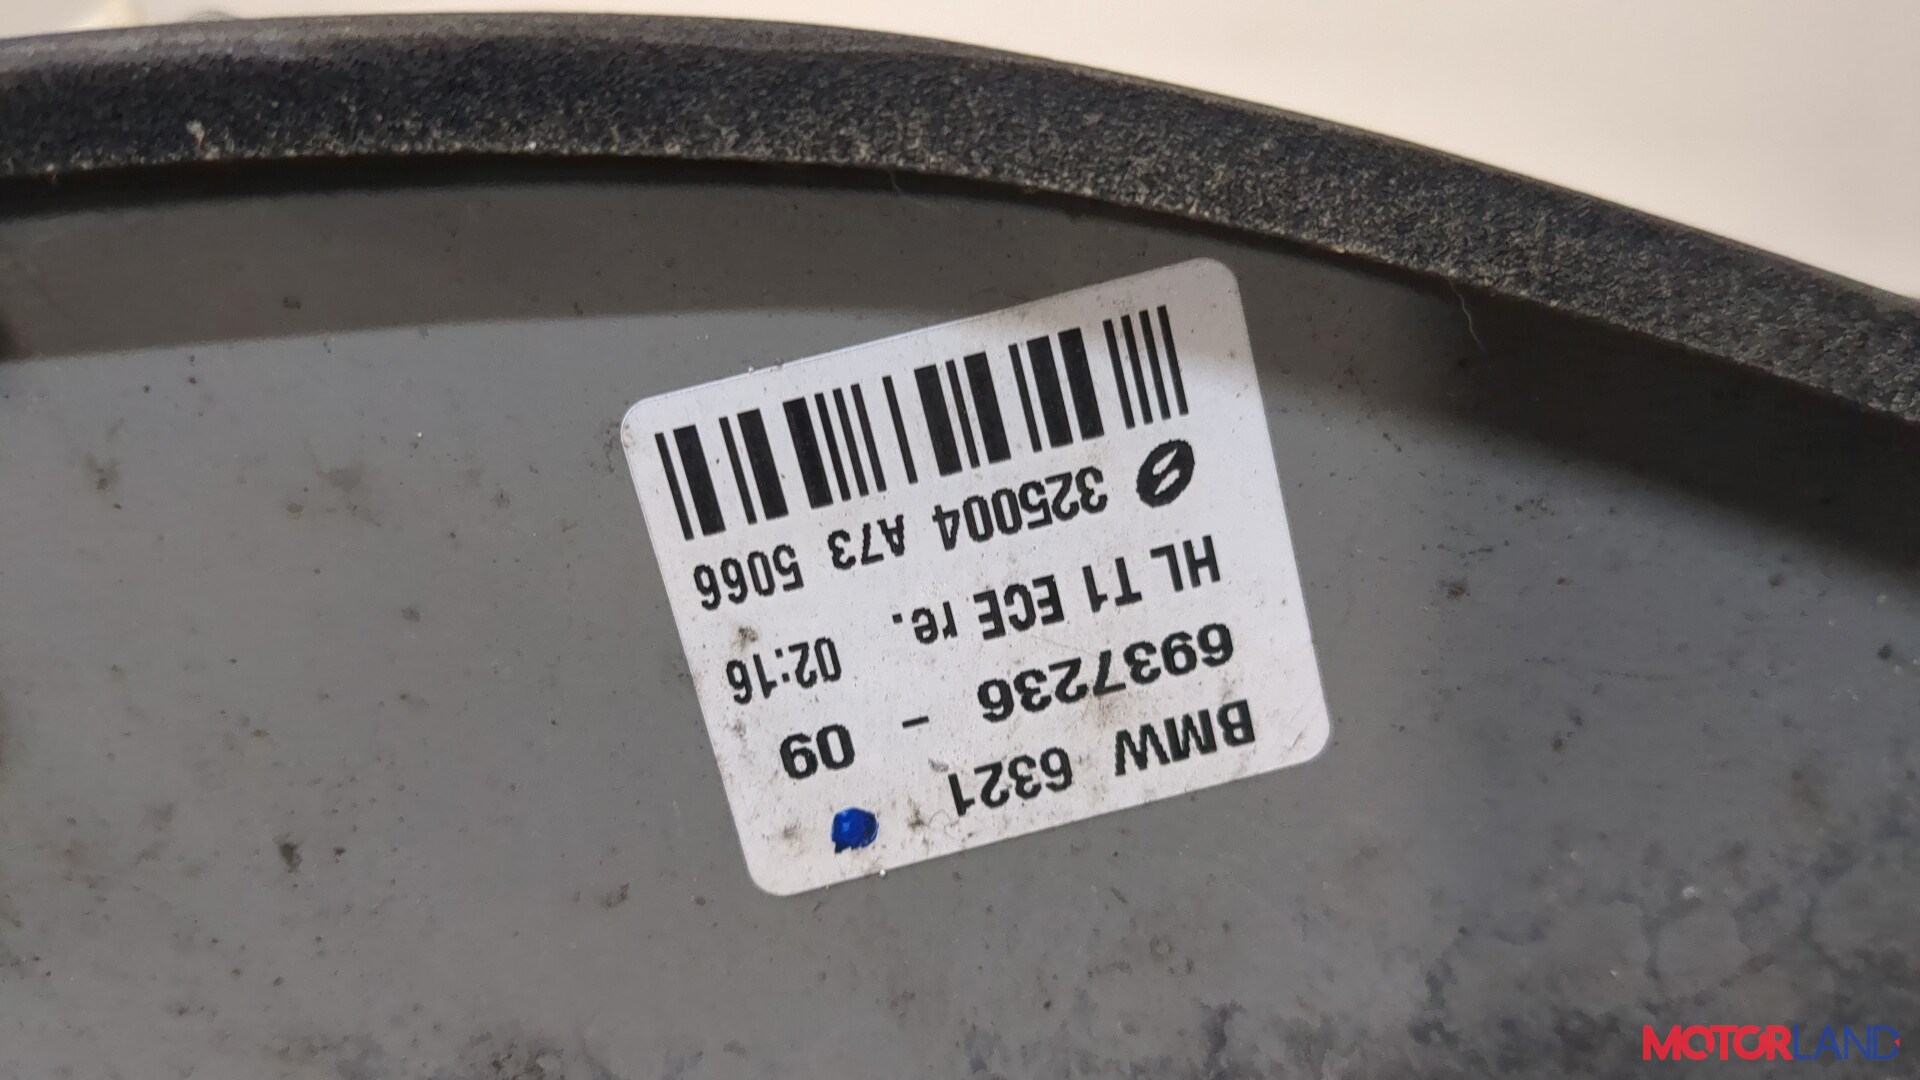 BMW 6321
6937236 - 09
HL T1 ECE re. 02:16
325004 A73 5066
MOTORLAND